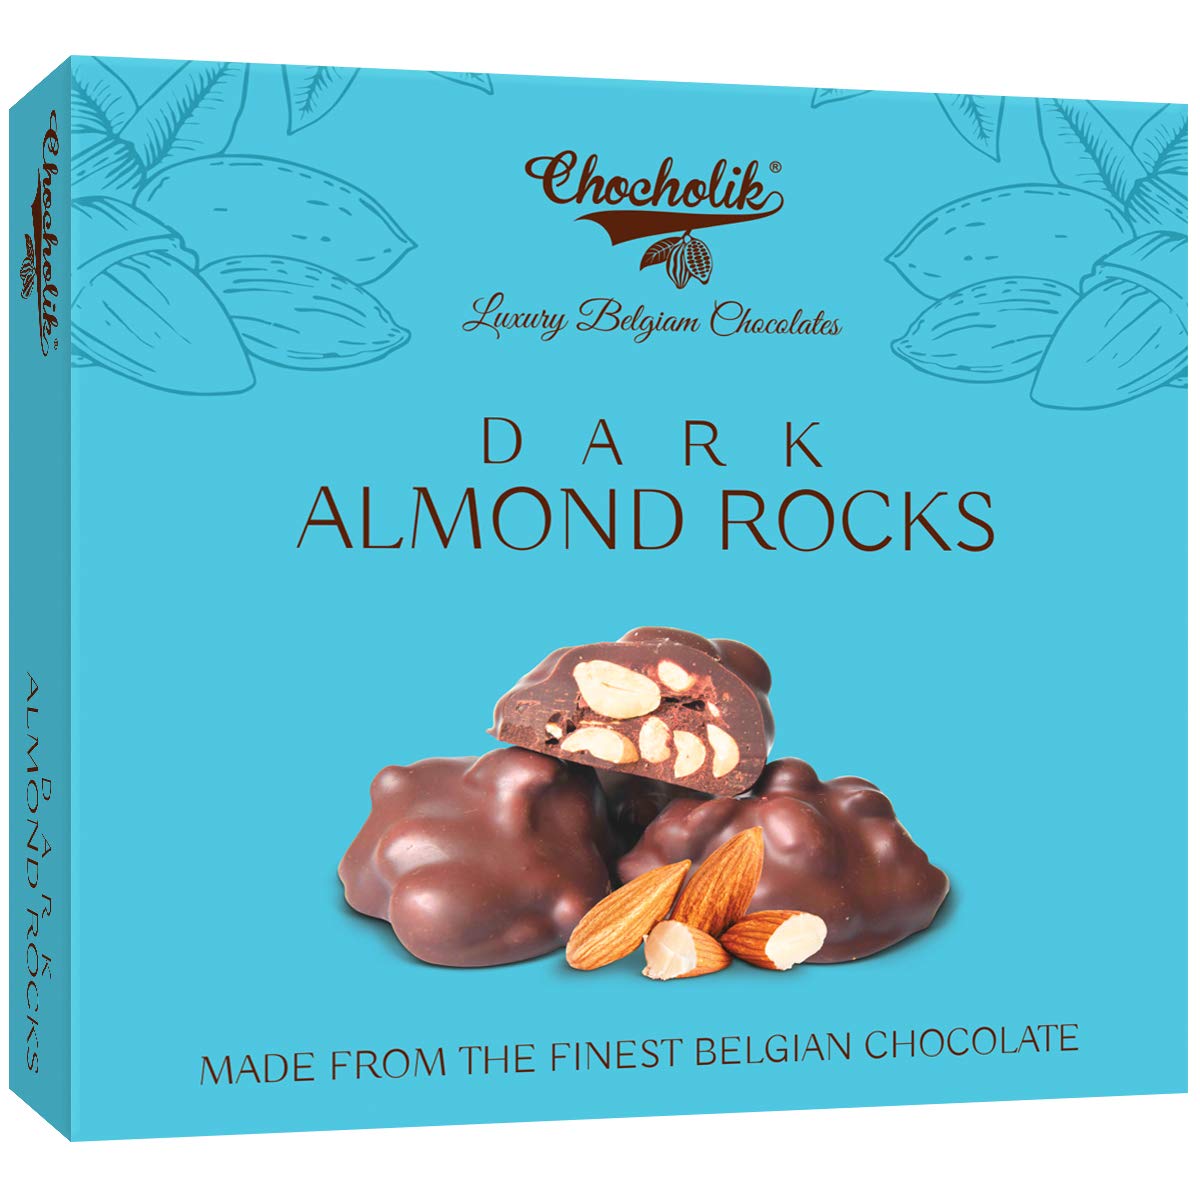 Chocholik®
Luxury Belgiam Chocolates
DARK
ALMOND ROCKS
MADE FROM THE FINEST BELGIAN CHOCOLATE
Chocholik®
DARK
ALMOND ROCKS